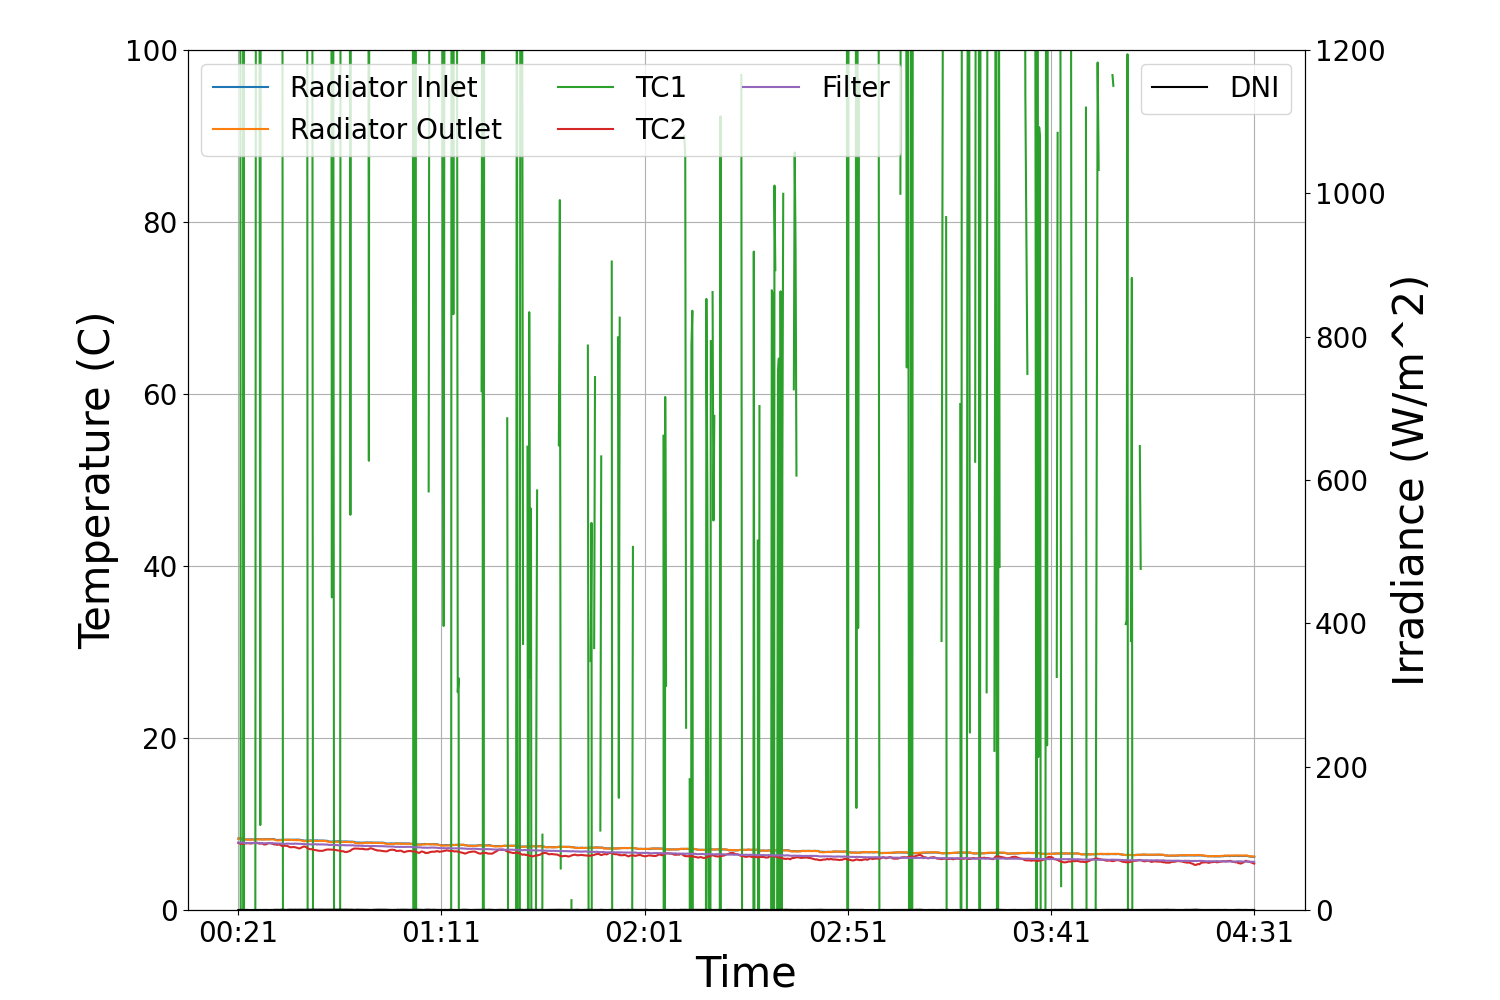 100
80
60
40
20
0
Temperature (C)
Radiator Inlet
Radiator Outlet
TC1
TC2
Filter
DNI
1200
1000
800
600
400
200
0
Irradiance (W/m^2)
00:21 01:11 02:01 02:51 03:41 04:31
Time